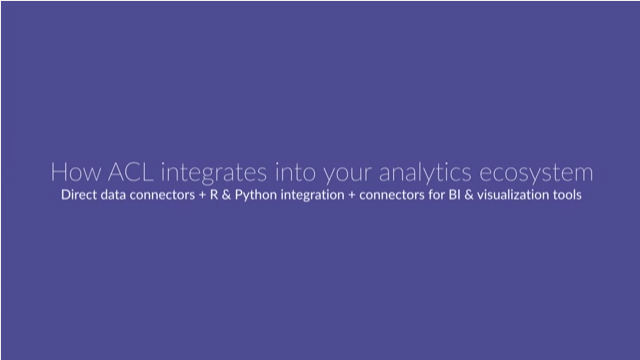 How ACL integrates into your analytics ecosystem
Direct data connectors + R & Python integration + connectors for BI & visualization tools